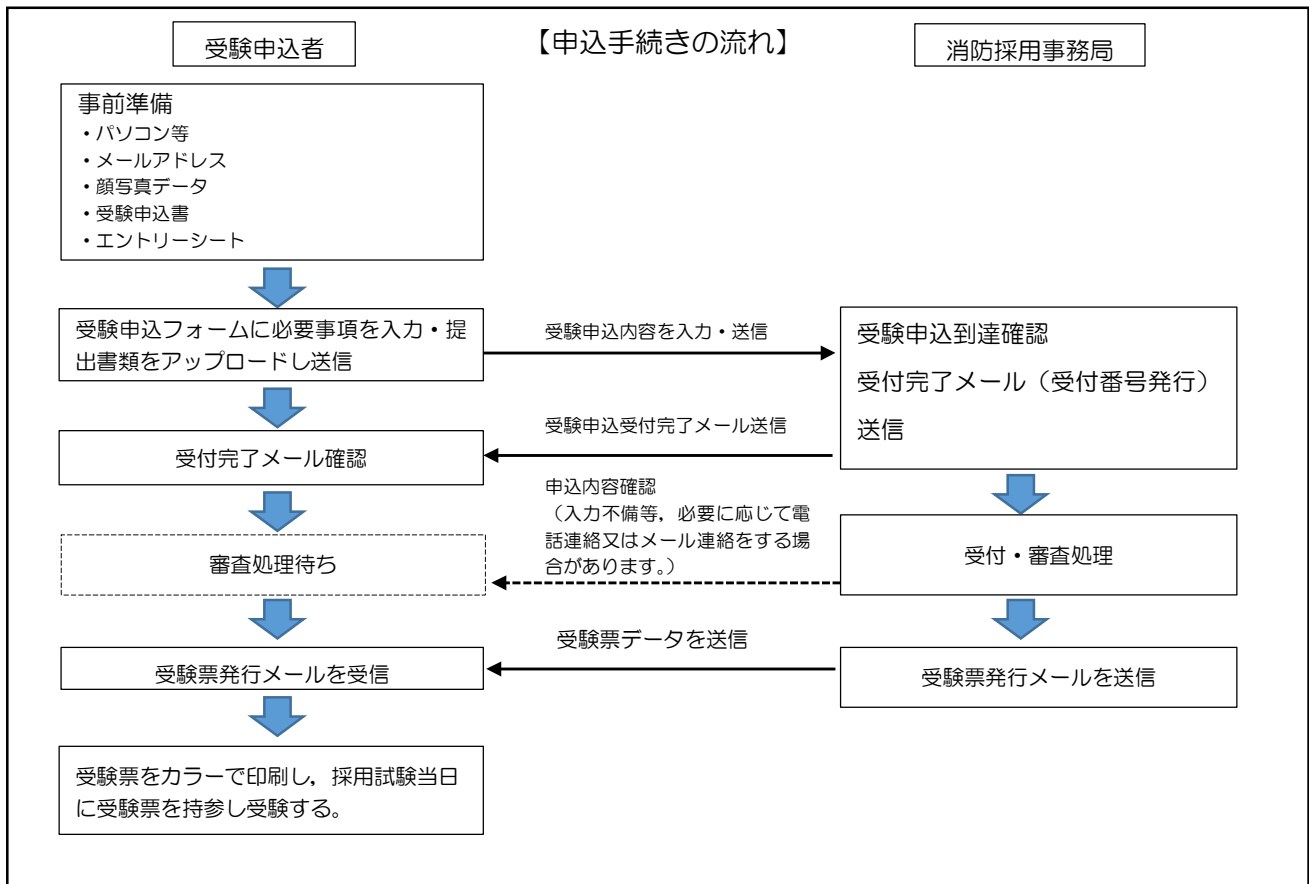 【申込手続きの流れ】
受験申込者
消防採用事務局
事前準備
・パソコン等
・メールアドレス
・顔写真データ
・受験申込書
・エントリーシート
受験申込フォームに必要事項を入力・提
出書類をアップロードし送信
受験申込内容を入力・送信
受験申込到達確認
受付完了メール（受付番号発行）
送信
受験申込受付完了メール送信
受付完了メール確認
申込内容確認
（入力不備等，必要に応じて電
話連絡又はメール連絡をする場
合があります。）
審査処理待ち
受付・審査処理
受験票データを送信
受験票発行メールを受信
受験票発行メールを送信
受験票をカラーで印刷し，採用試験当日
に受験票を持参し受験する。